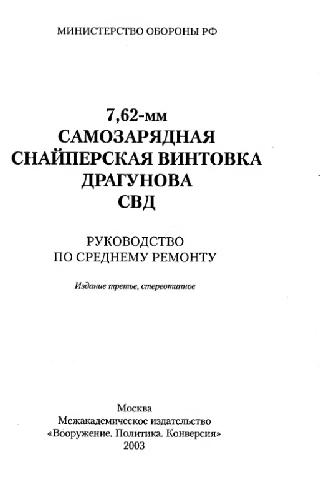 МИНИСТЕРСТВО ОБОРОНЫ РФ
7,62-мм
САМОЗАРЯДНАЯ
СНАЙПЕРСКАЯ ВИНТОВКА
ДРАГУНОВА
СВД
РУКОВОДСТВО
ПО СРЕДНЕМУ РЕМОНТУ
Издание третье, стереотипное
Москва
Межакадемическое издательство
«Вооружение. Политика. Конверсия»
2003